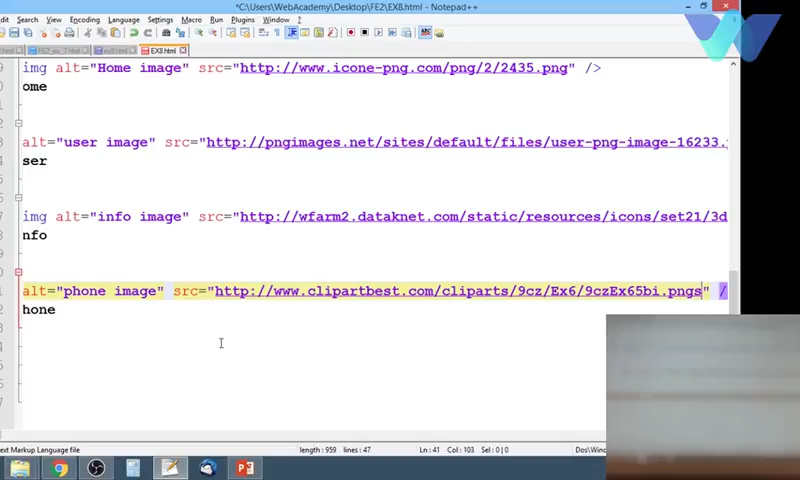 *C:\Users\WebAcademy\Desktop\FE2\EX8.html - Notepad++
Search View Encoding Language Settings Macro Run Plugins Window ?
EX8.html
img alt="Home image" src="http://www.icone-png.com/png/2/2435.png" />
ome
alt="user image" src="http://pngimages.net/sites/default/files/user-png-image-16233.
ser
img alt="info image" src="http://wfarm2.dataknet.com/static/resources/icons/set21/3d
nfo
alt="phone image" src="http://www.clipartbest.com/cliparts/9cz/Ex6/9czEx65bi.pngs" /
hone
ext Markup Language file length : 959 lines : 47 Ln : 41 Col : 103 Sel : 0 | 0 Dos\Wind